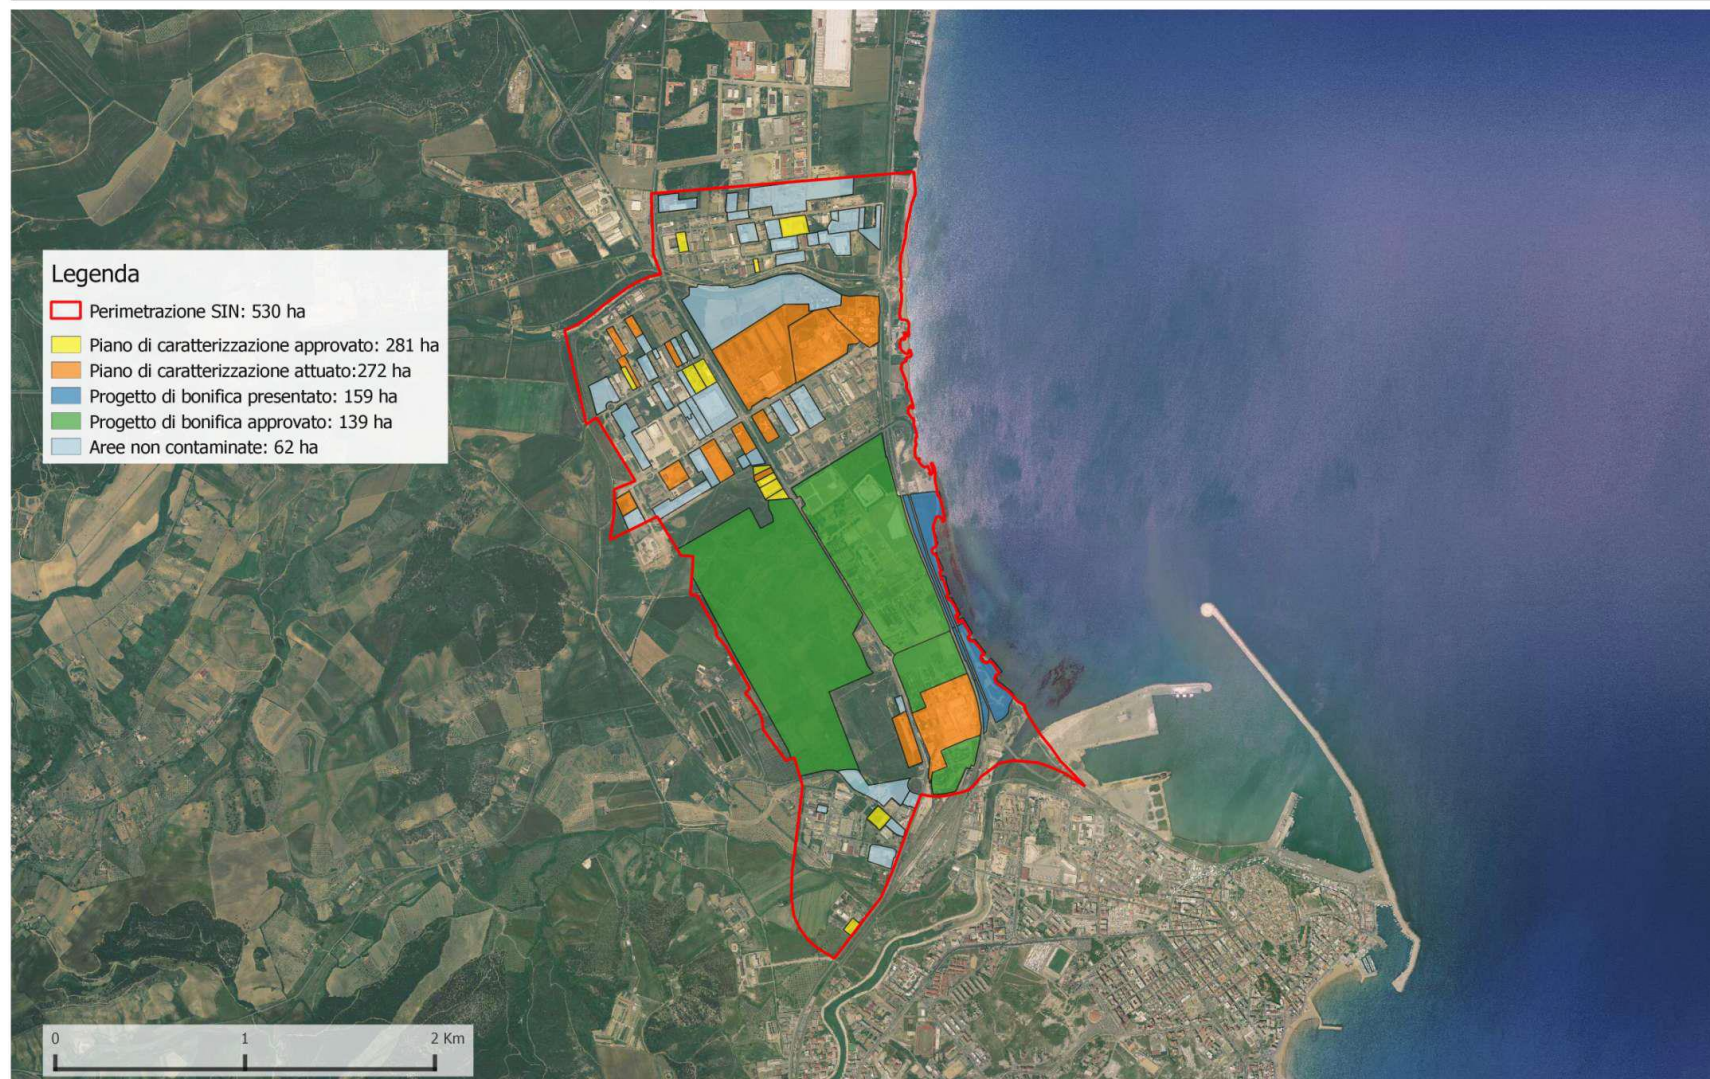 Legenda
Perimetrazione SIN: 530 ha
Piano di caratterizzazione approvato: 281 ha
Piano di caratterizzazione attuato:272 ha
Progetto di bonifica presentato: 159 ha
Progetto di bonifica approvato: 139 ha
Aree non contaminate: 62 ha
0 1 2 Km